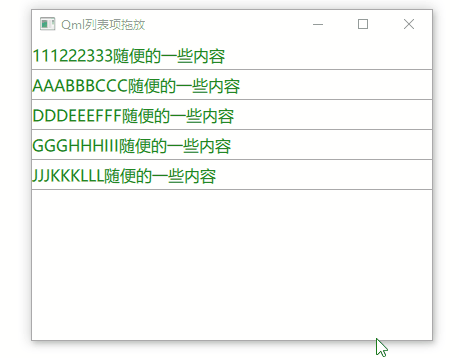 Qml列表项拖放
111222333随便的一些内容
AAABBBCCC随便的一些内容
DDDEEEFFF随便的一些内容
GGGHHHIII随便的一些内容
JJJKKKLLL随便的一些内容